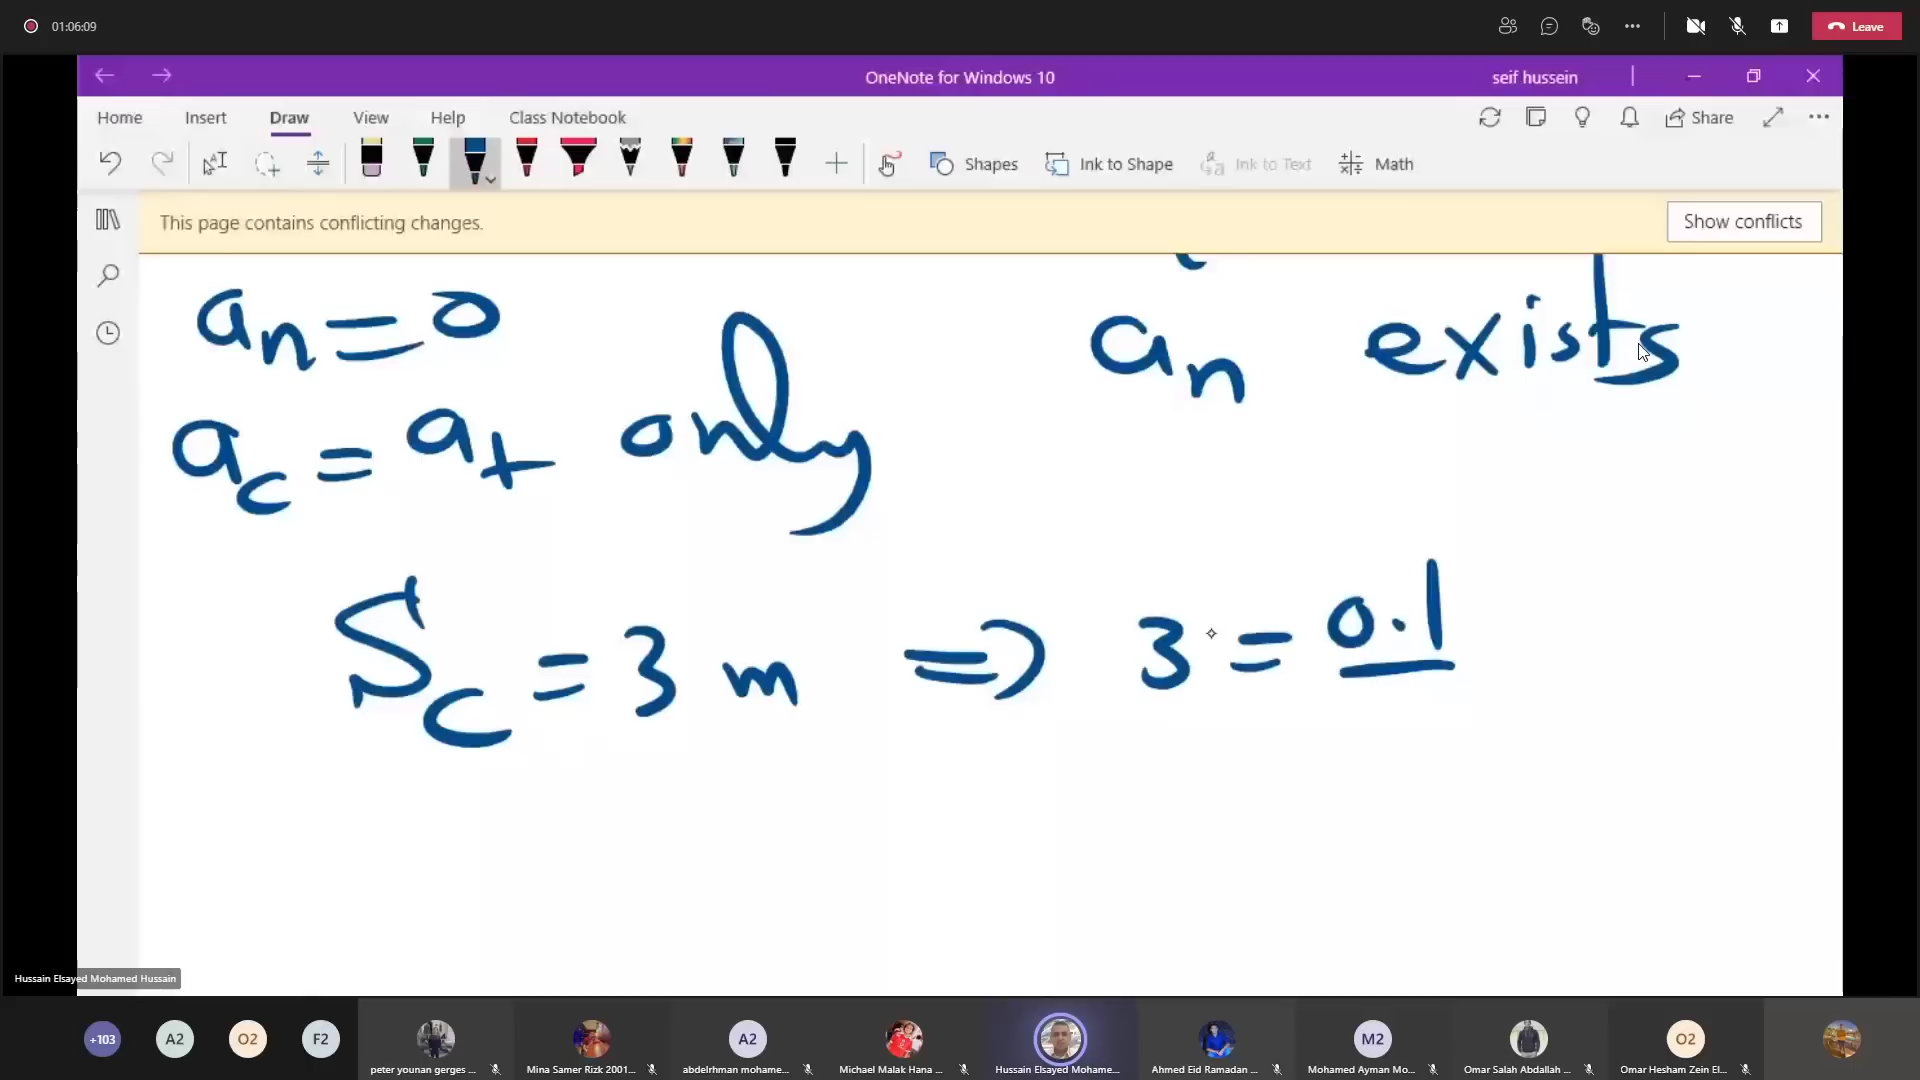 01:06:09
Leave
OneNote for Windows 10
seif hussein
Home Insert Draw View Help Class Notebook
Share
Shapes Ink to Shape Ink to Text Math
This page contains conflicting changes.
Show conflicts
an = 0
an exists
ac = at only
Sc = 3 m => 3 = 0.1
Hussain Elsayed Mohamed Hussain
+103 A2 O2 F2 A2 M2 O2
peter younan gerges ... Mina Samer Rizk 2001... abdelrhman mohame... Michael Malak Hana ... Hussain Elsayed Mohame... Ahmed Eid Ramadan ... Mohamed Ayman Mo... Omar Salah Abdallah ... Omar Hesham Zein El...